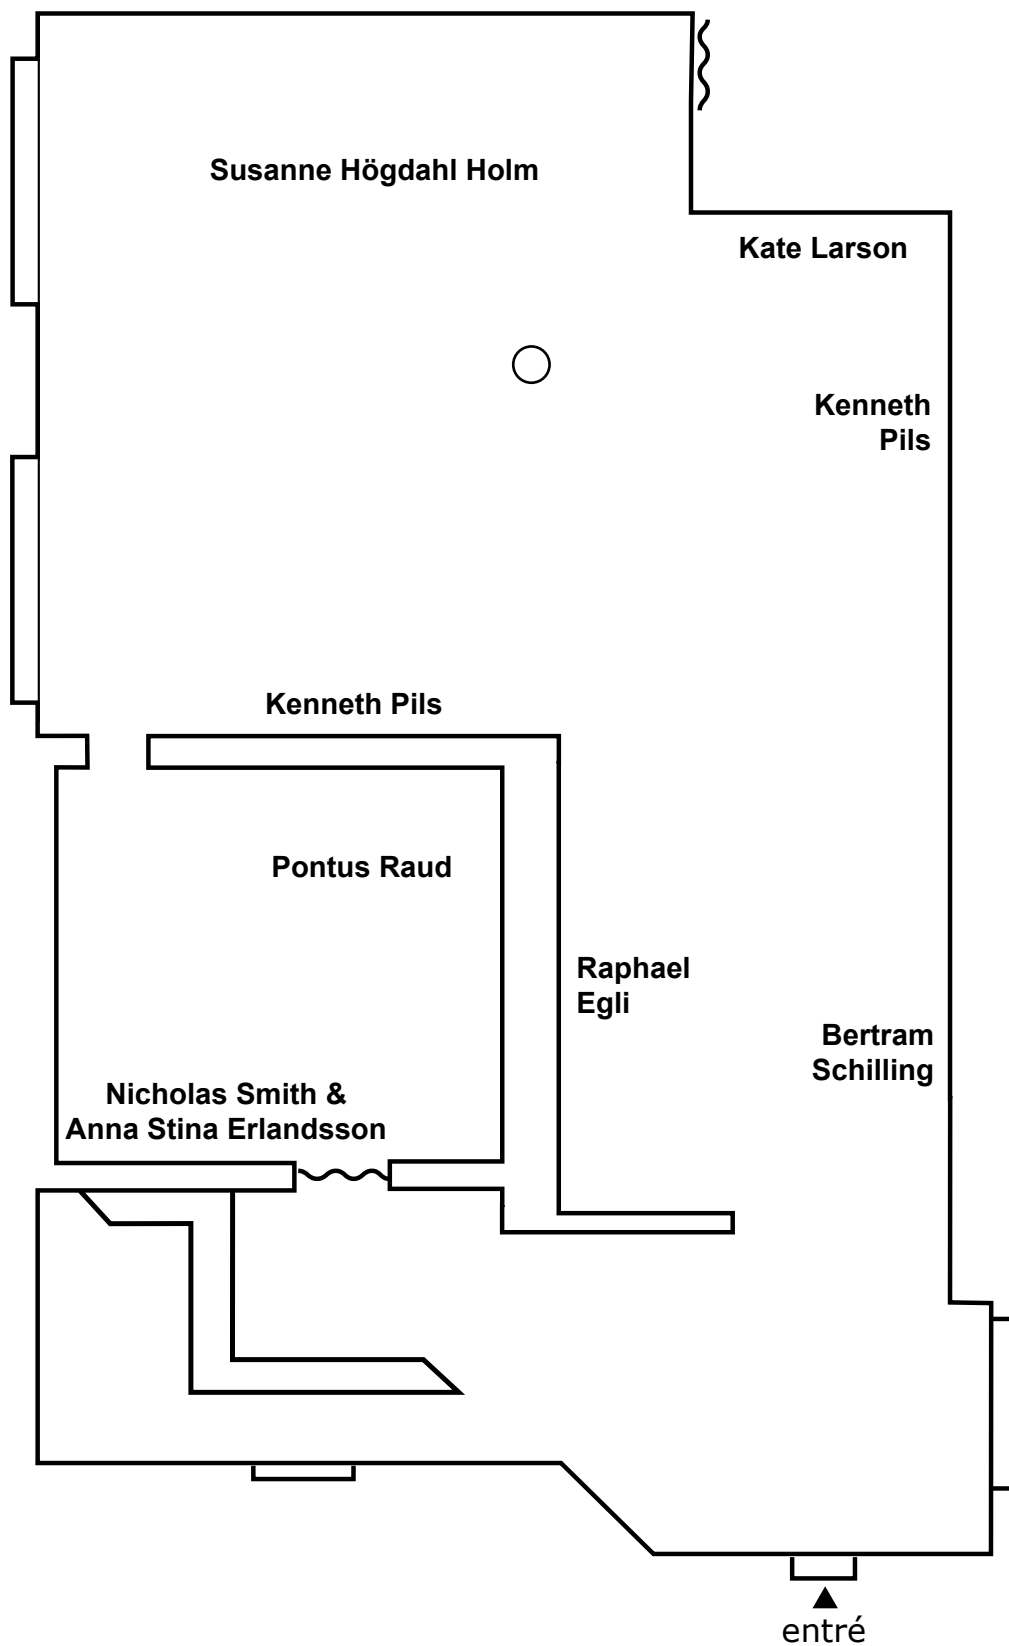 Susanne Högdahl Holm
Kate Larson
Kenneth
Pils
Kenneth Pils
Pontus Raud
Raphael
Egli
Bertram
Schilling
Nicholas Smith &
Anna Stina Erlandsson
entré